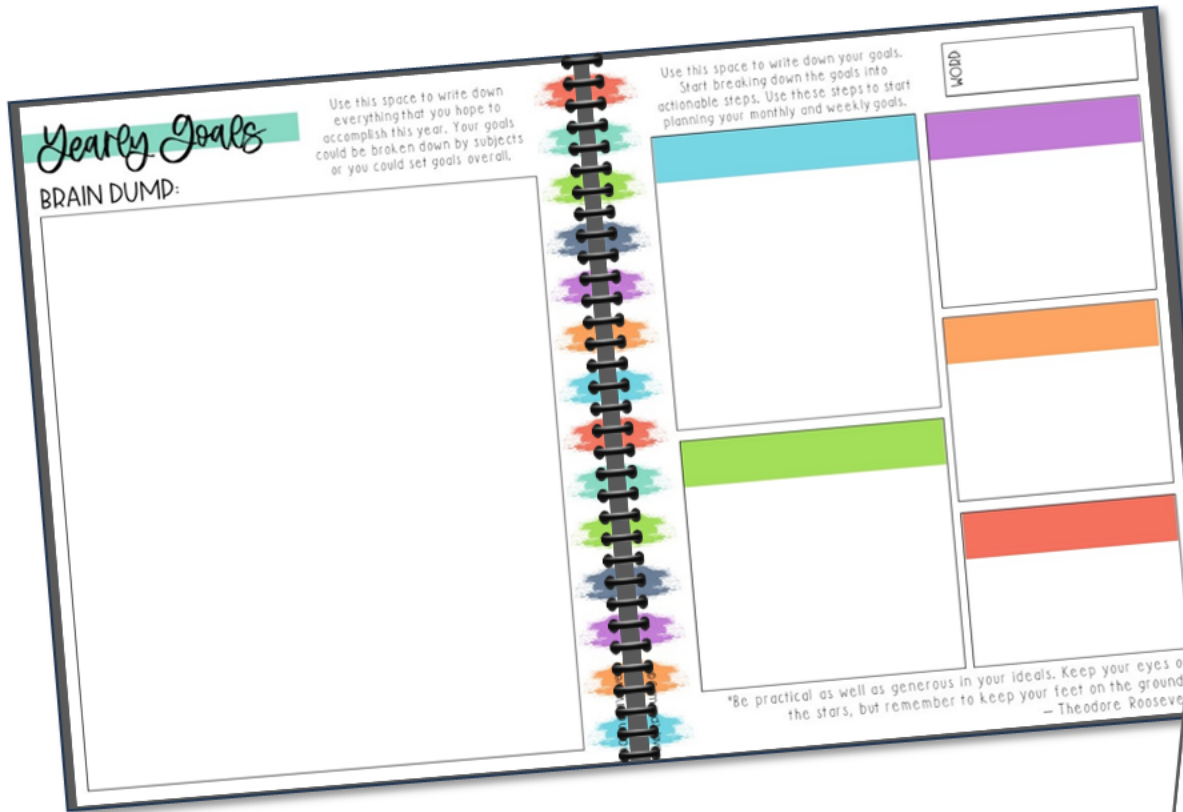 Yearly Goals
Use this space to write down
everything that you hope to
accomplish this year. Your goals
could be broken down by subjects
or you could set goals overall.
BRAIN DUMP:
Use this space to write down your goals.
Start breaking down the goals into
actionable steps. Use these steps to start
planning your monthly and weekly goals.
WORD
"Be practical as well as generous in your ideals. Keep your eyes o
the stars, but remember to keep your feet on the ground
– Theodore Rooseve